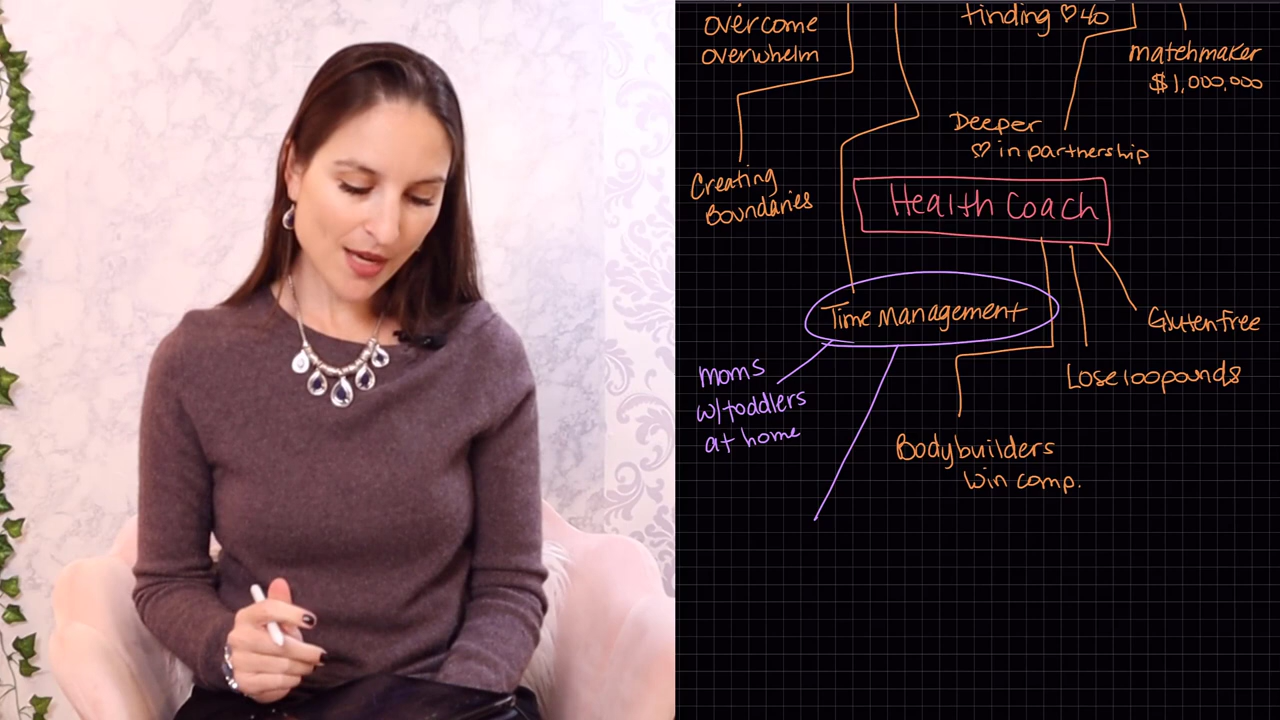 overcome
overwhelm
finding ♡ 40
matchmaker
$1,000,000
Deeper
♡ in partnership
Creating
Boundaries
Health Coach
Time Management
Gluten free
moms
w/toddlers
at home
Lose 100 pounds
Bodybuilders
Win comp.